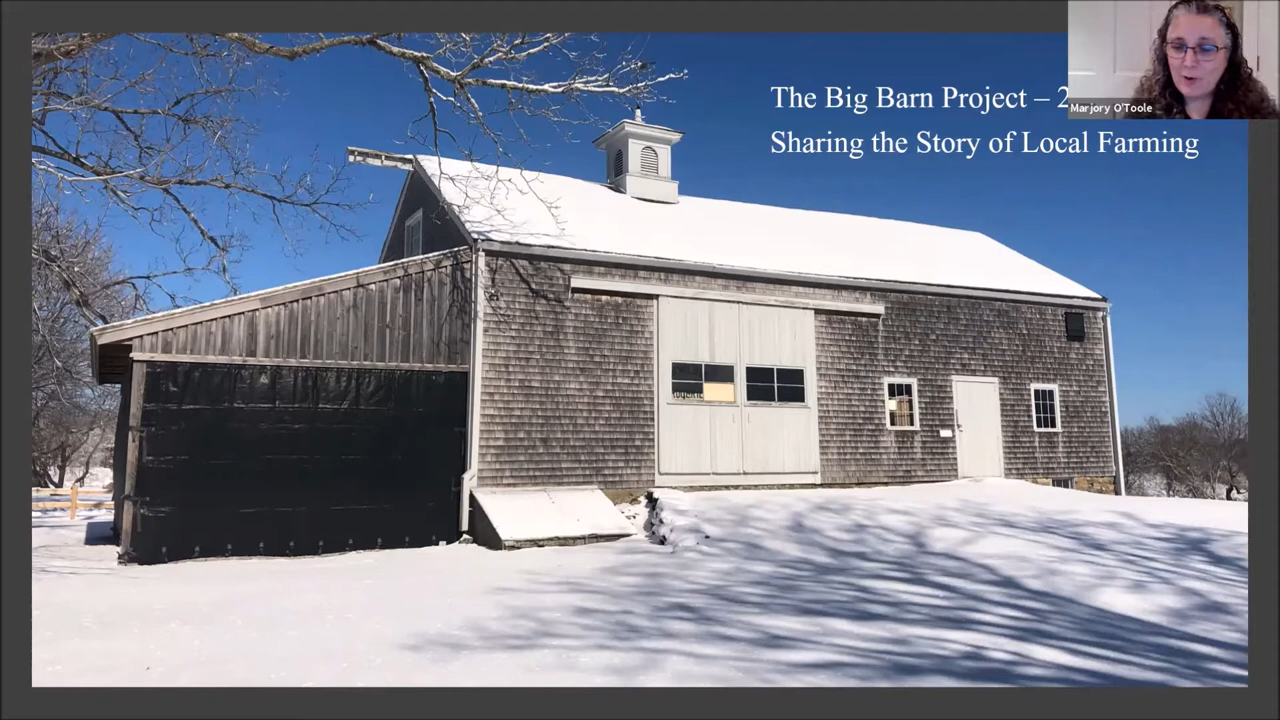 The Big Barn Project –
Sharing the Story of Local Farming
Marjory O'Toole